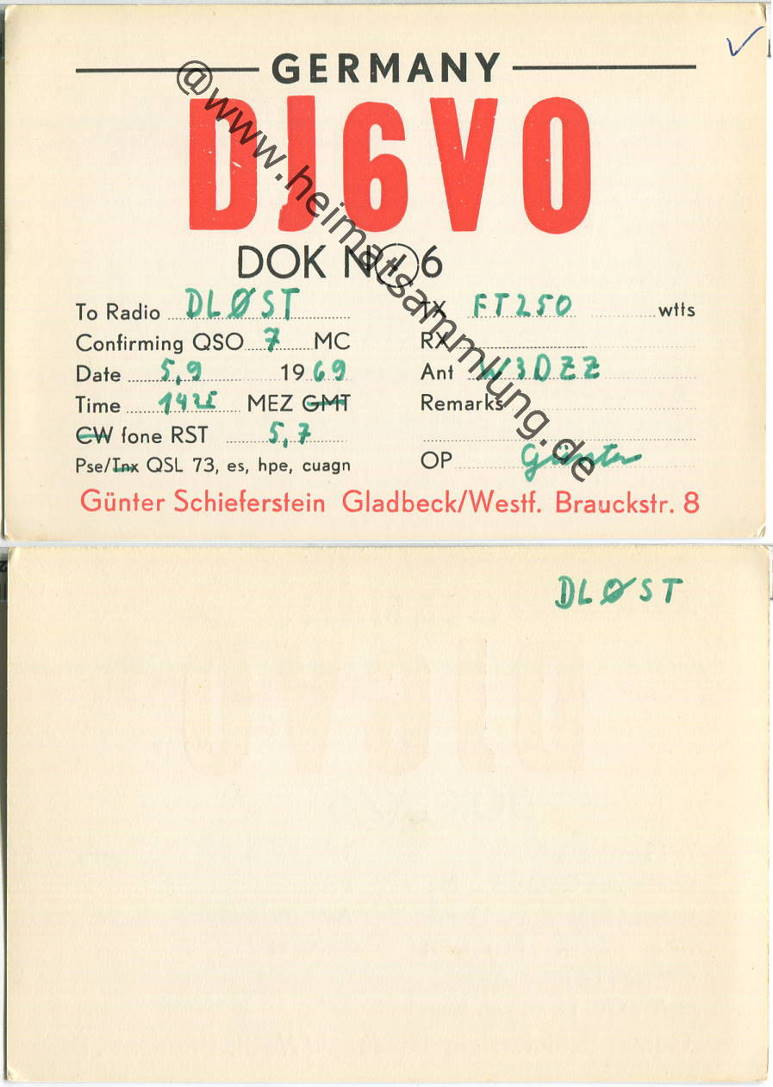 GERMANY
DJ6VO
DOK N 6
To Radio DLØST TX FT250 wtts
Confirming QSO 7 MC RX
Date 5,9 1969 Ant W3DZZ
Time 1425 MEZ GMT Remarks
CW fone RST 5,7
Pse/Tnx QSL 73, es, hpe, cuagn OP Günter
Günter Schieferstein Gladbeck/Westf. Brauckstr. 8
@www.heimatsammlung.de
DLØST